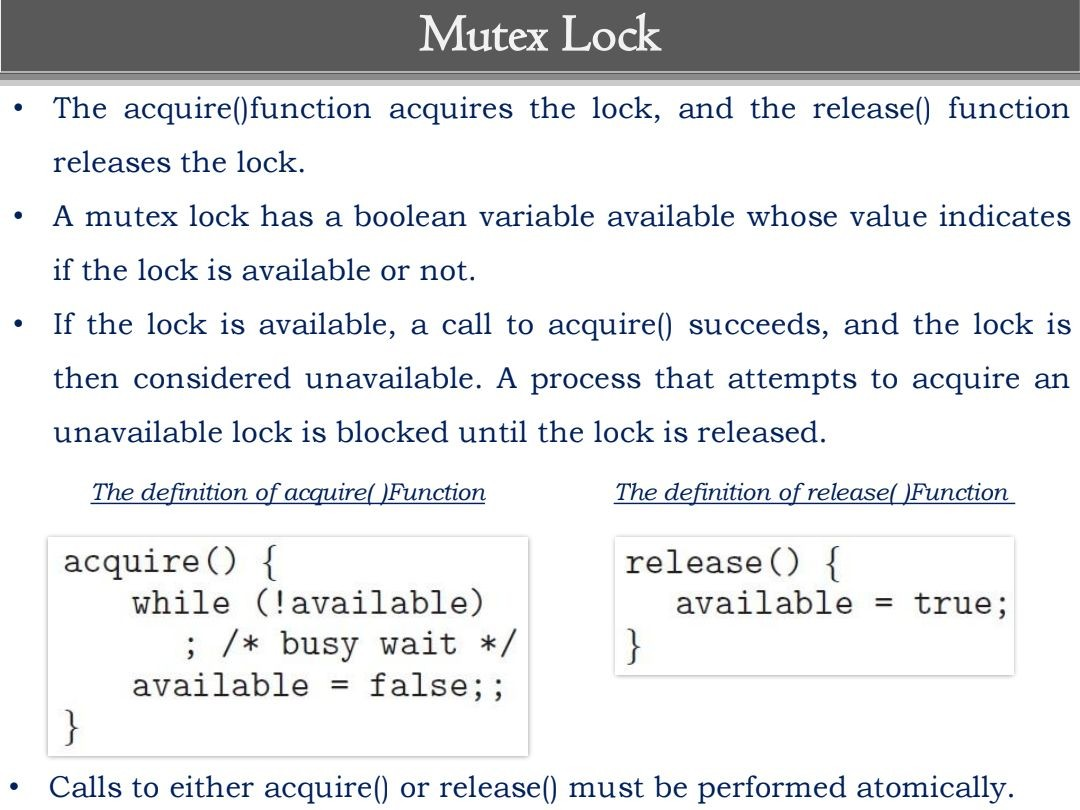 Mutex Lock
• The acquire()function acquires the lock, and the release() function
releases the lock.
• A mutex lock has a boolean variable available whose value indicates
if the lock is available or not.
• If the lock is available, a call to acquire() succeeds, and the lock is
then considered unavailable. A process that attempts to acquire an
unavailable lock is blocked until the lock is released.
The definition of acquire( )Function
acquire() {
while (!available)
; /* busy wait */
available = false;;
}
The definition of release( )Function
release() {
available = true;
}
• Calls to either acquire() or release() must be performed atomically.